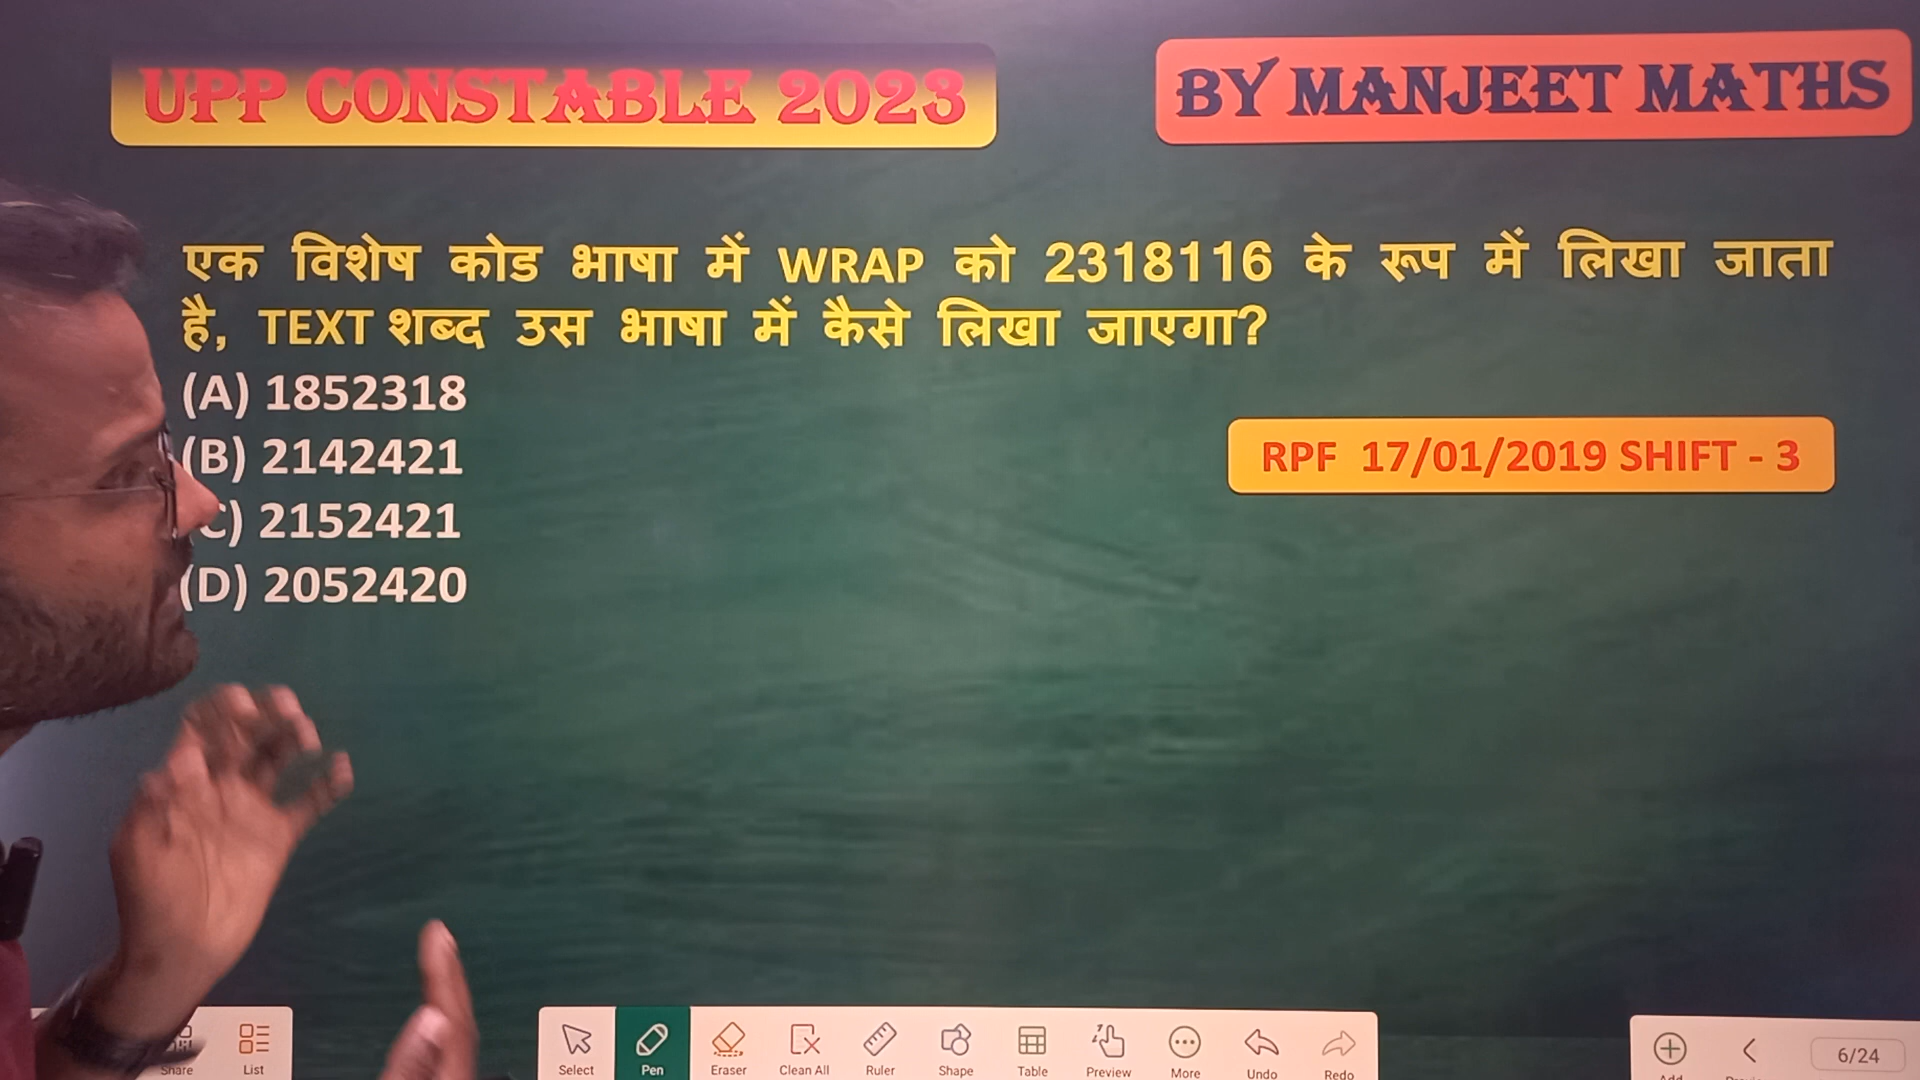 UPP CONSTABLE 2023
BY MANJEET MATHS
एक विशेष कोड भाषा में WRAP को 2318116 के रूप में लिखा जाता
है, TEXT शब्द उस भाषा में कैसे लिखा जाएगा?
(A) 1852318
(B) 2142421
C) 2152421
(D) 2052420
RPF 17/01/2019 SHIFT - 3
Share
List
Select
Pen
Eraser
Clean All
Ruler
Shape
Table
Preview
More
Undo
Redo
Add
6/24